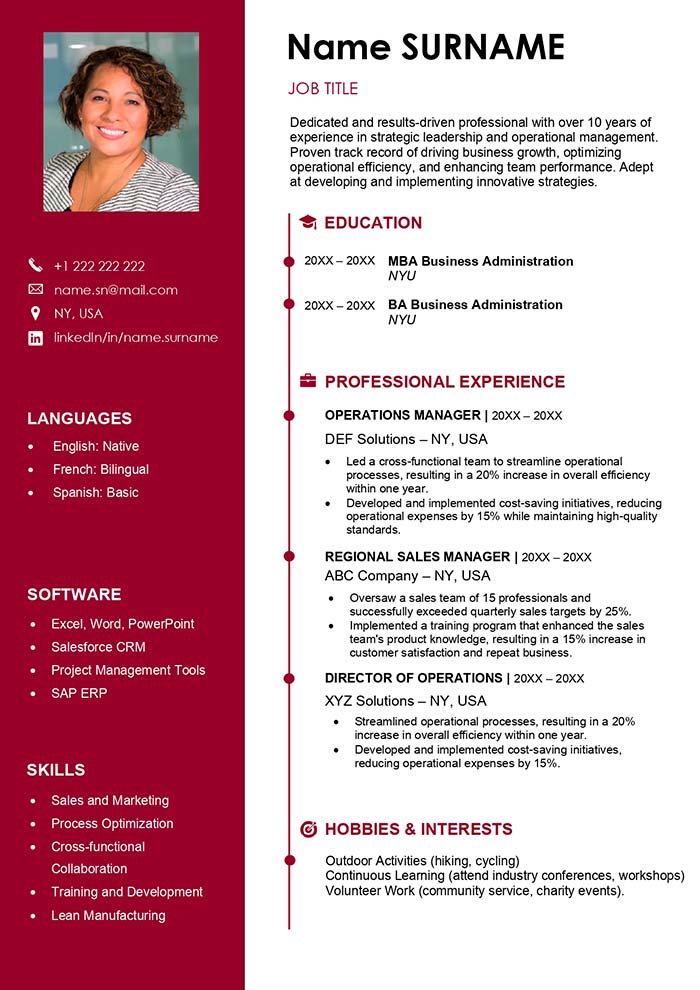 Name SURNAME
JOB TITLE
Dedicated and results-driven professional with over 10 years of
experience in strategic leadership and operational management.
Proven track record of driving business growth, optimizing
operational efficiency, and enhancing team performance. Adept
at developing and implementing innovative strategies.
+1 222 222 222
name.sn@mail.com
NY, USA
linkedIn/in/name.surname
LANGUAGES
• English: Native
• French: Bilingual
• Spanish: Basic
SOFTWARE
• Excel, Word, PowerPoint
• Salesforce CRM
• Project Management Tools
• SAP ERP
SKILLS
• Sales and Marketing
• Process Optimization
• Cross-functional
Collaboration
• Training and Development
• Lean Manufacturing
EDUCATION
20XX – 20XX MBA Business Administration
NYU
20XX – 20XX BA Business Administration
NYU
PROFESSIONAL EXPERIENCE
OPERATIONS MANAGER | 20XX – 20XX
DEF Solutions – NY, USA
• Led a cross-functional team to streamline operational
processes, resulting in a 20% increase in overall efficiency
within one year.
• Developed and implemented cost-saving initiatives, reducing
operational expenses by 15% while maintaining high-quality
standards.
REGIONAL SALES MANAGER | 20XX – 20XX
ABC Company – NY, USA
• Oversaw a sales team of 15 professionals and
successfully exceeded quarterly sales targets by 25%.
• Implemented a training program that enhanced the sales
team's product knowledge, resulting in a 15% increase in
customer satisfaction and repeat business.
DIRECTOR OF OPERATIONS | 20XX – 20XX
XYZ Solutions – NY, USA
• Streamlined operational processes, resulting in a 20%
increase in overall efficiency within one year.
• Developed and implemented cost-saving initiatives,
reducing operational expenses by 15%.
HOBBIES & INTERESTS
Outdoor Activities (hiking, cycling)
Continuous Learning (attend industry conferences, workshops)
Volunteer Work (community service, charity events).